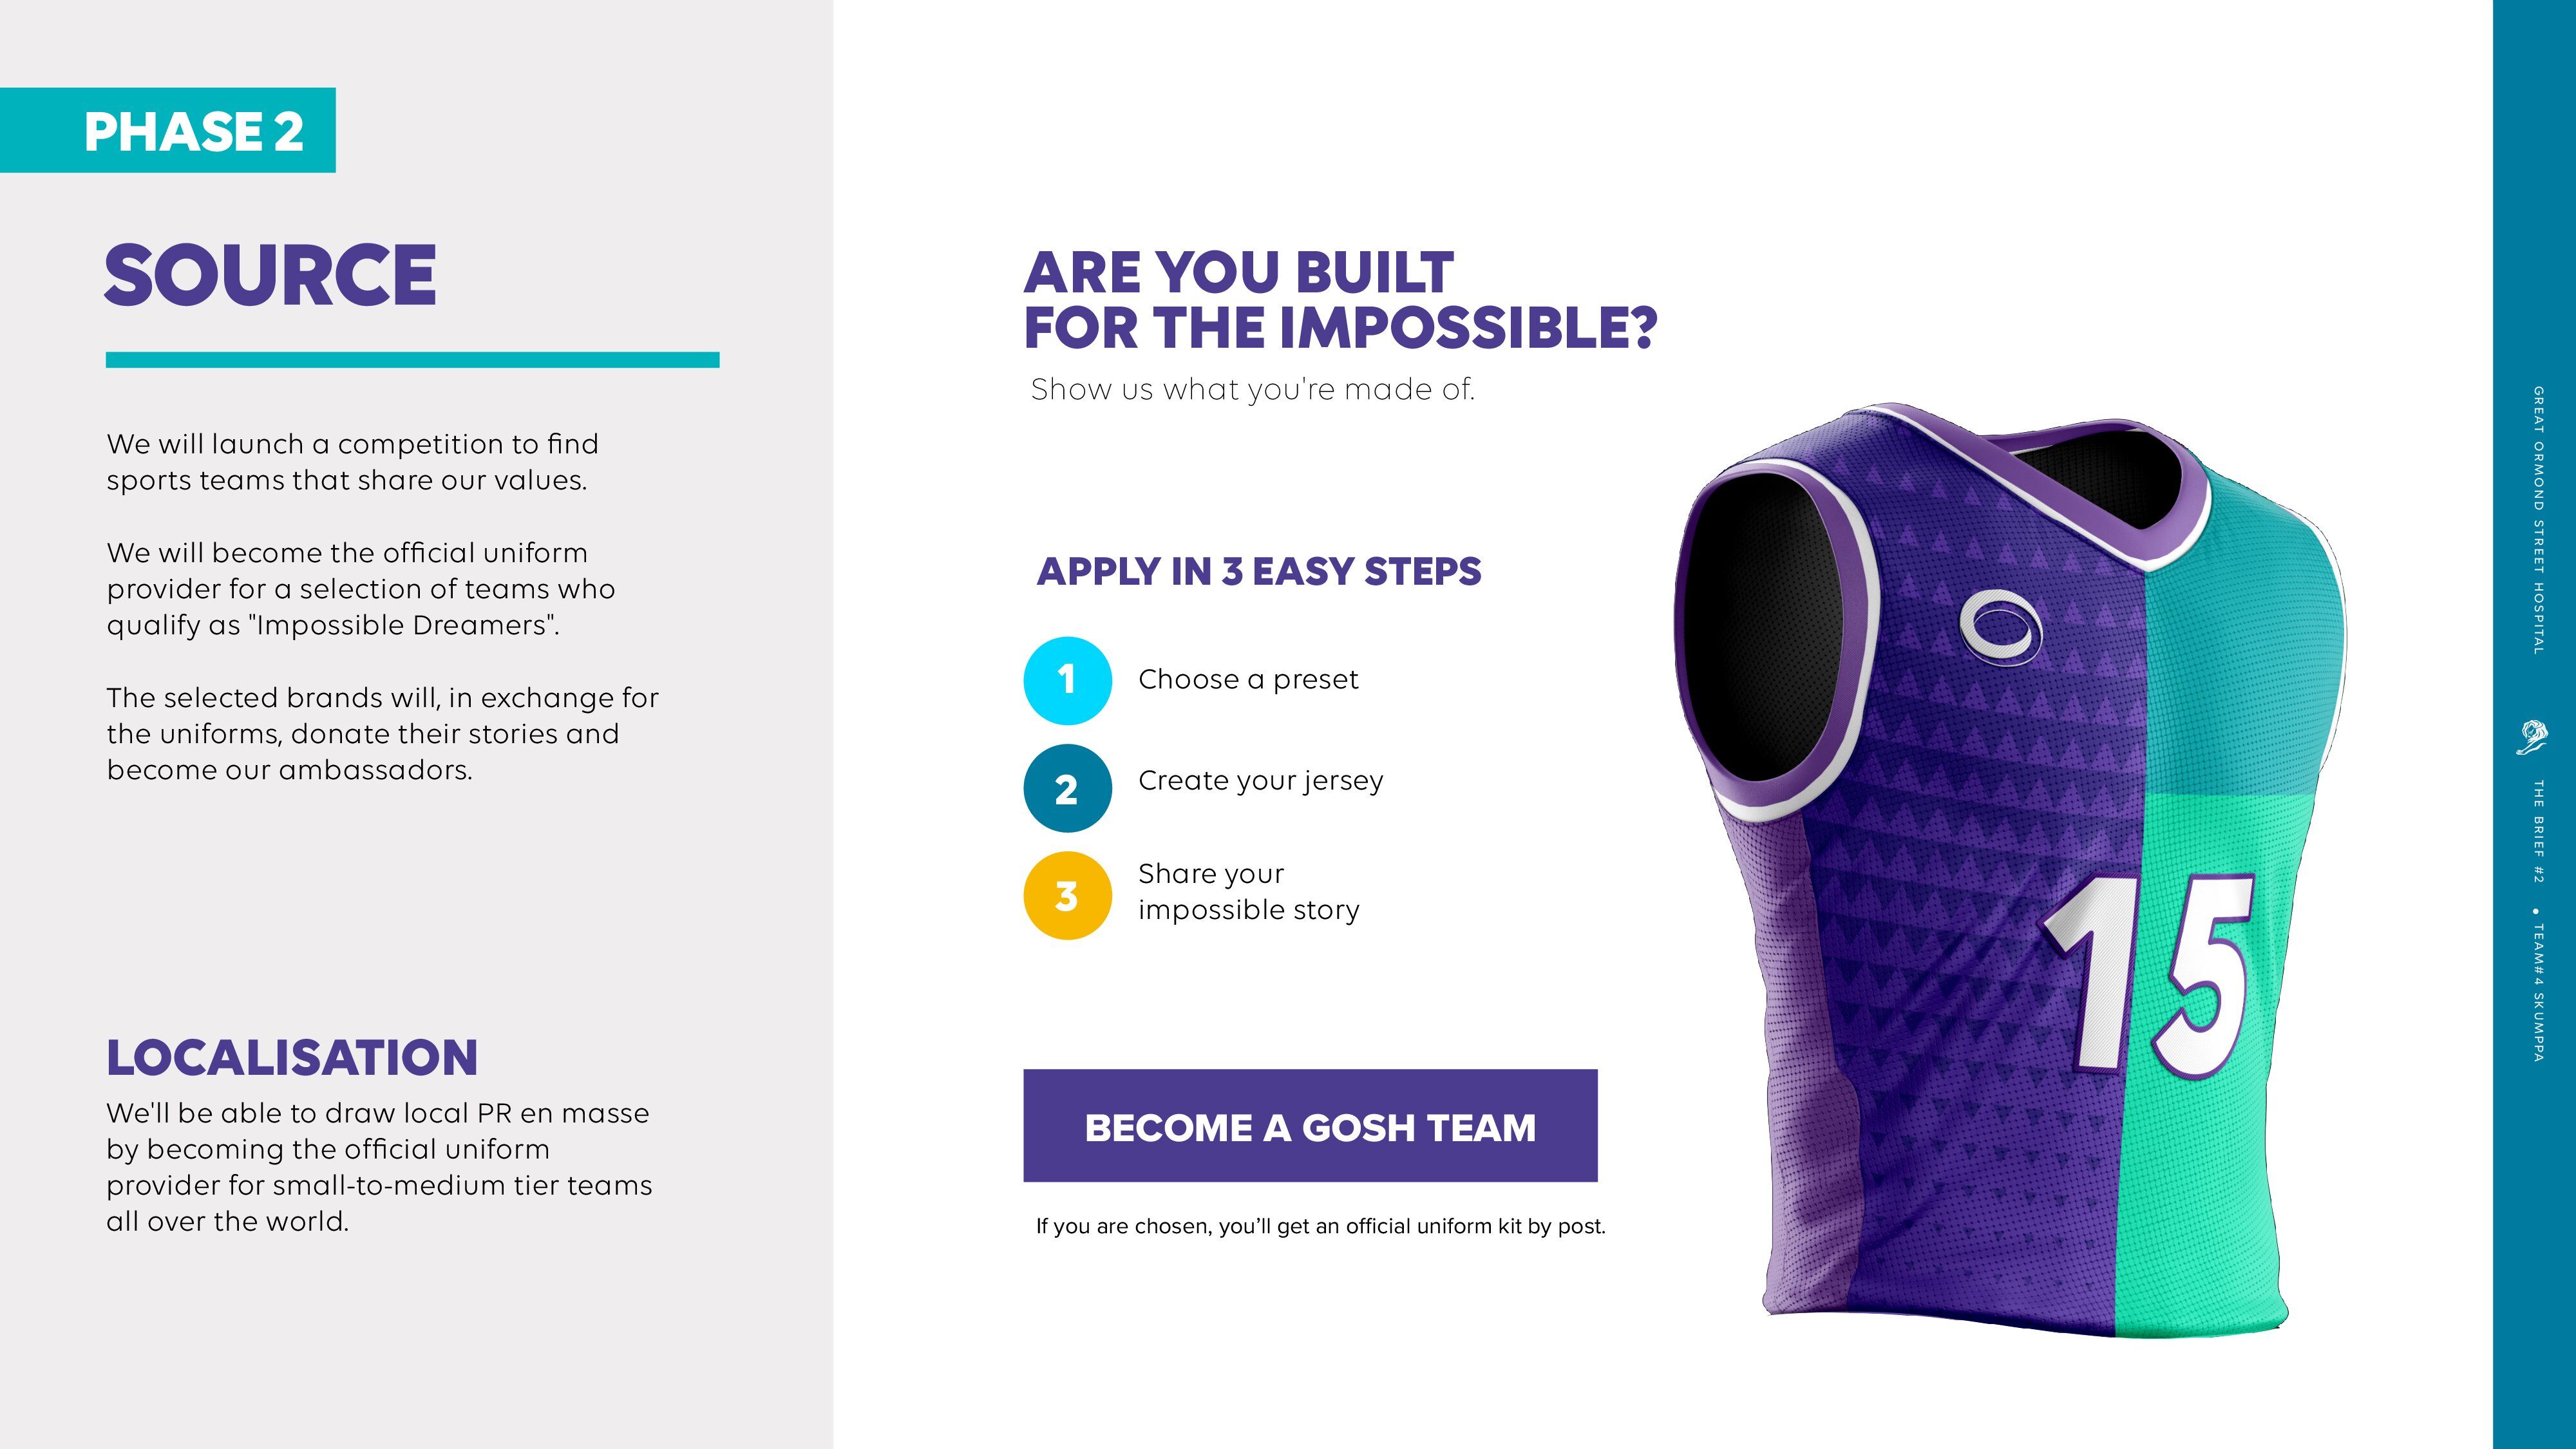 PHASE 2
SOURCE
We will launch a competition to find
sports teams that share our values.
We will become the official uniform
provider for a selection of teams who
qualify as "Impossible Dreamers".
The selected brands will, in exchange for
the uniforms, donate their stories and
become our ambassadors.
LOCALISATION
We'll be able to draw local PR en masse
by becoming the official uniform
provider for small-to-medium tier teams
all over the world.
ARE YOU BUILT
FOR THE IMPOSSIBLE?
Show us what you're made of.
APPLY IN 3 EASY STEPS
1 Choose a preset
2 Create your jersey
3 Share your
impossible story
BECOME A GOSH TEAM
If you are chosen, you’ll get an official uniform kit by post.
15
GREAT ORMOND STREET HOSPITAL
THE BRIEF #2 • TEAM#4 SKUMPPA